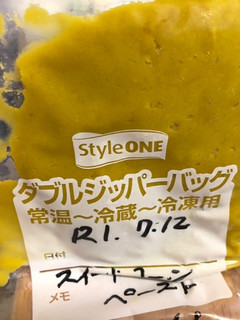 StyleONE
ダブルジッパーバッグ
常温~冷蔵~冷凍用
R1. 7.12
日付
スイートコーン
メモ ペースト